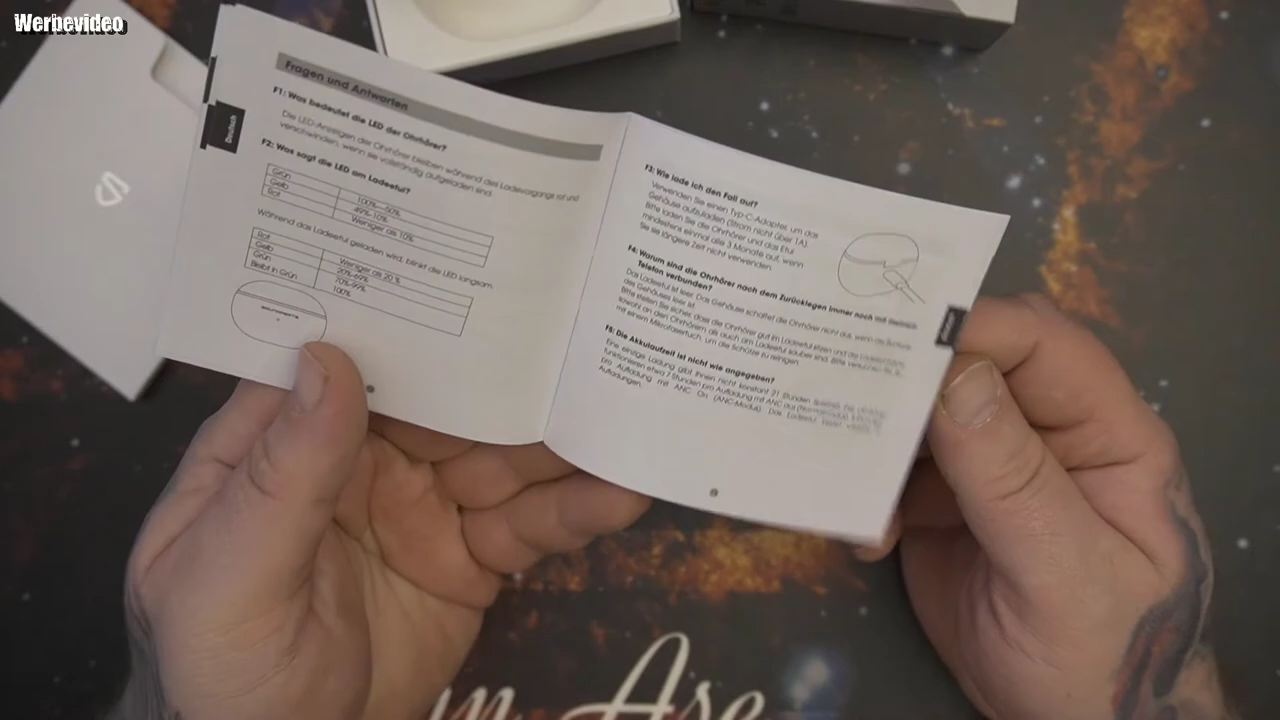 Werbevideo
Deutsch
Fragen und Antworten
F1: Was bedeutet die LED der Ohrhörer?
Die LED-Anzeigen der Ohrhörer bleiben während des Ladevorgangs rot und
verschwinden, wenn sie vollständig aufgeladen sind.
F2: Was sagt die LED am Ladeetui?
Grün 100%-50%
Gelb 49%-10%
Rot Weniger als 10%
Während das Ladeetui geladen wird, blinkt die LED langsam.
Rot Weniger als 20 %
Gelb 20%-69%
Grün 70%-99%
Bleibt in Grün 100%
F3: Wie lade ich den Fall auf?
Verwenden Sie einen Typ-C-Adapter, um das
Gehäuse aufzuladen (Strom nicht über 1A).
Bitte laden Sie die Ohrhörer und das Etui
mindestens einmal alle 3 Monate auf, wenn
Sie sie längere Zeit nicht verwenden.
F4: Warum sind die Ohrhörer nach dem Zurücklegen immer noch mit
Telefon verbunden?
Das Ladeetui ist leer. Das Gehäuse schaltet die Ohrhörer nicht aus, wenn die
des Gehäuses leer ist.
Bitte stellen Sie sicher, dass die Ohrhörer gut im Ladeetui sitzen und die
sowohl an den Ohrhörern als auch am Ladeetui sauber sind. Bitte versuchen Sie
mit einem Mikrofasertuch, um die Schütze zu reinigen.
F5: Die Akkulaufzeit ist nicht wie angegeben?
Eine einzige Ladung gibt Ihnen nicht konstant 21 Stunden
funktionieren etwa 7 Stunden pro Aufladung mit ANC
pro Aufladung mit ANC On (ANC-Modus). Das Ladeetui
Aufladungen.